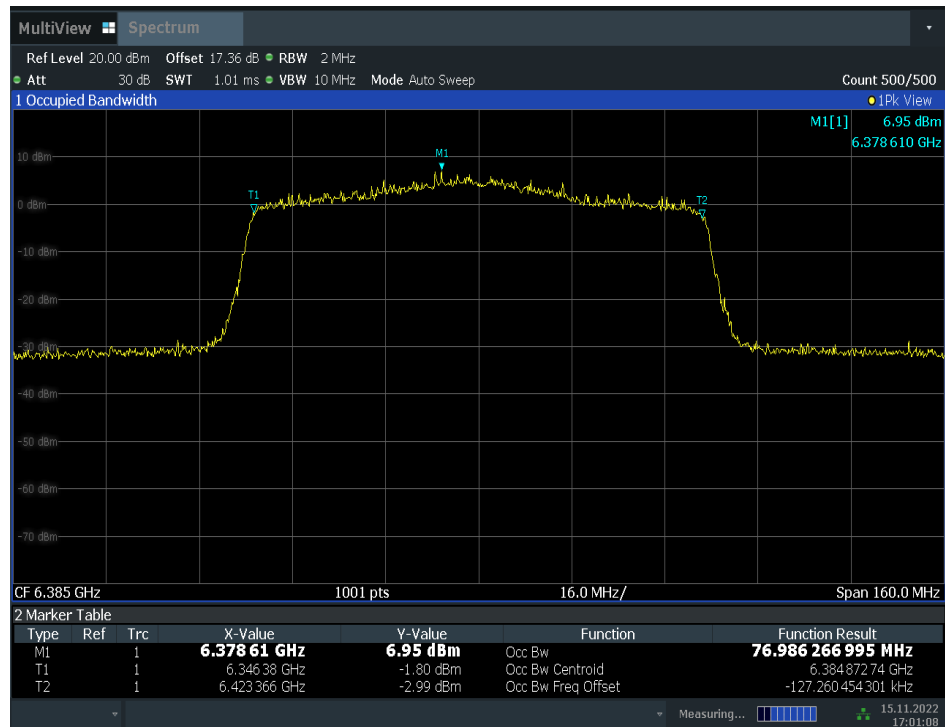 MultiView Spectrum
Ref Level 20.00 dBm Offset 17.36 dB RBW 2 MHz
Att 30 dB SWT 1.01 ms VBW 10 MHz Mode Auto Sweep Count 500/500
1 Occupied Bandwidth 1Pk View
M1[1] 6.95 dBm
6.378 610 GHz
10 dBm
M1
T1
T2
0 dBm
-10 dBm
-20 dBm
-30 dBm
-40 dBm
-50 dBm
-60 dBm
-70 dBm
CF 6.385 GHz 1001 pts 16.0 MHz/ Span 160.0 MHz
2 Marker Table
Type Ref Trc X-Value Y-Value Function Function Result
M1 1 6.378 61 GHz 6.95 dBm Occ Bw 76.986 266 995 MHz
T1 1 6.346 38 GHz -1.80 dBm Occ Bw Centroid 6.384 872 74 GHz
T2 1 6.423 366 GHz -2.99 dBm Occ Bw Freq Offset -127.260 454 301 kHz
Measuring... 15.11.2022
17:01:08